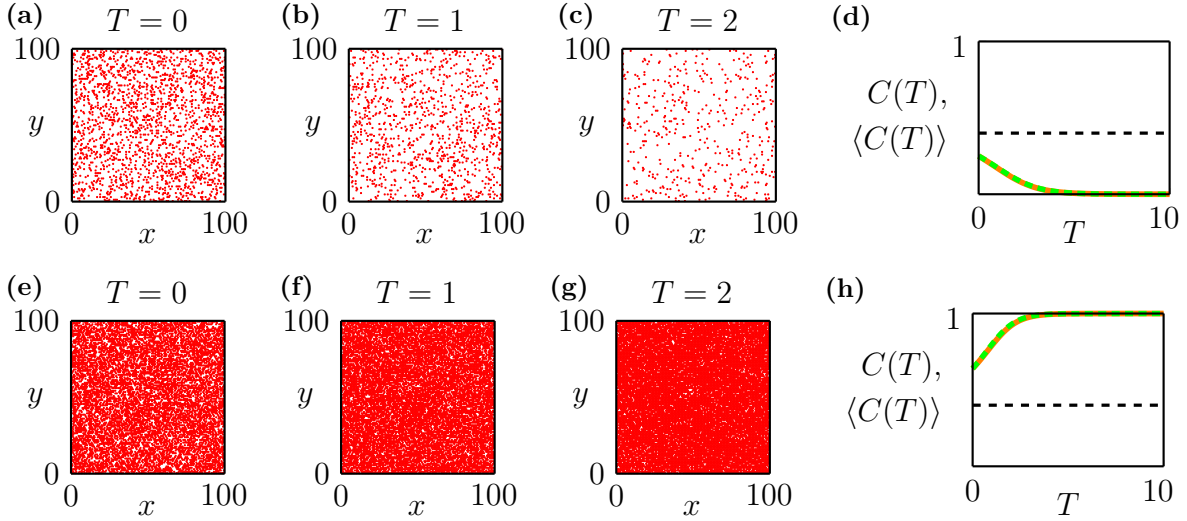 (a) T = 0
100
y
0
0 x 100
(b) T = 1
100
y
0
0 x 100
(c) T = 2
100
y
0
0 x 100
(d)
1
C(T),
⟨C(T)⟩
0 T 10
(e) T = 0
100
y
0
0 x 100
(f) T = 1
100
y
0
0 x 100
(g) T = 2
100
y
0
0 x 100
(h)
1
C(T),
⟨C(T)⟩
0 T 10